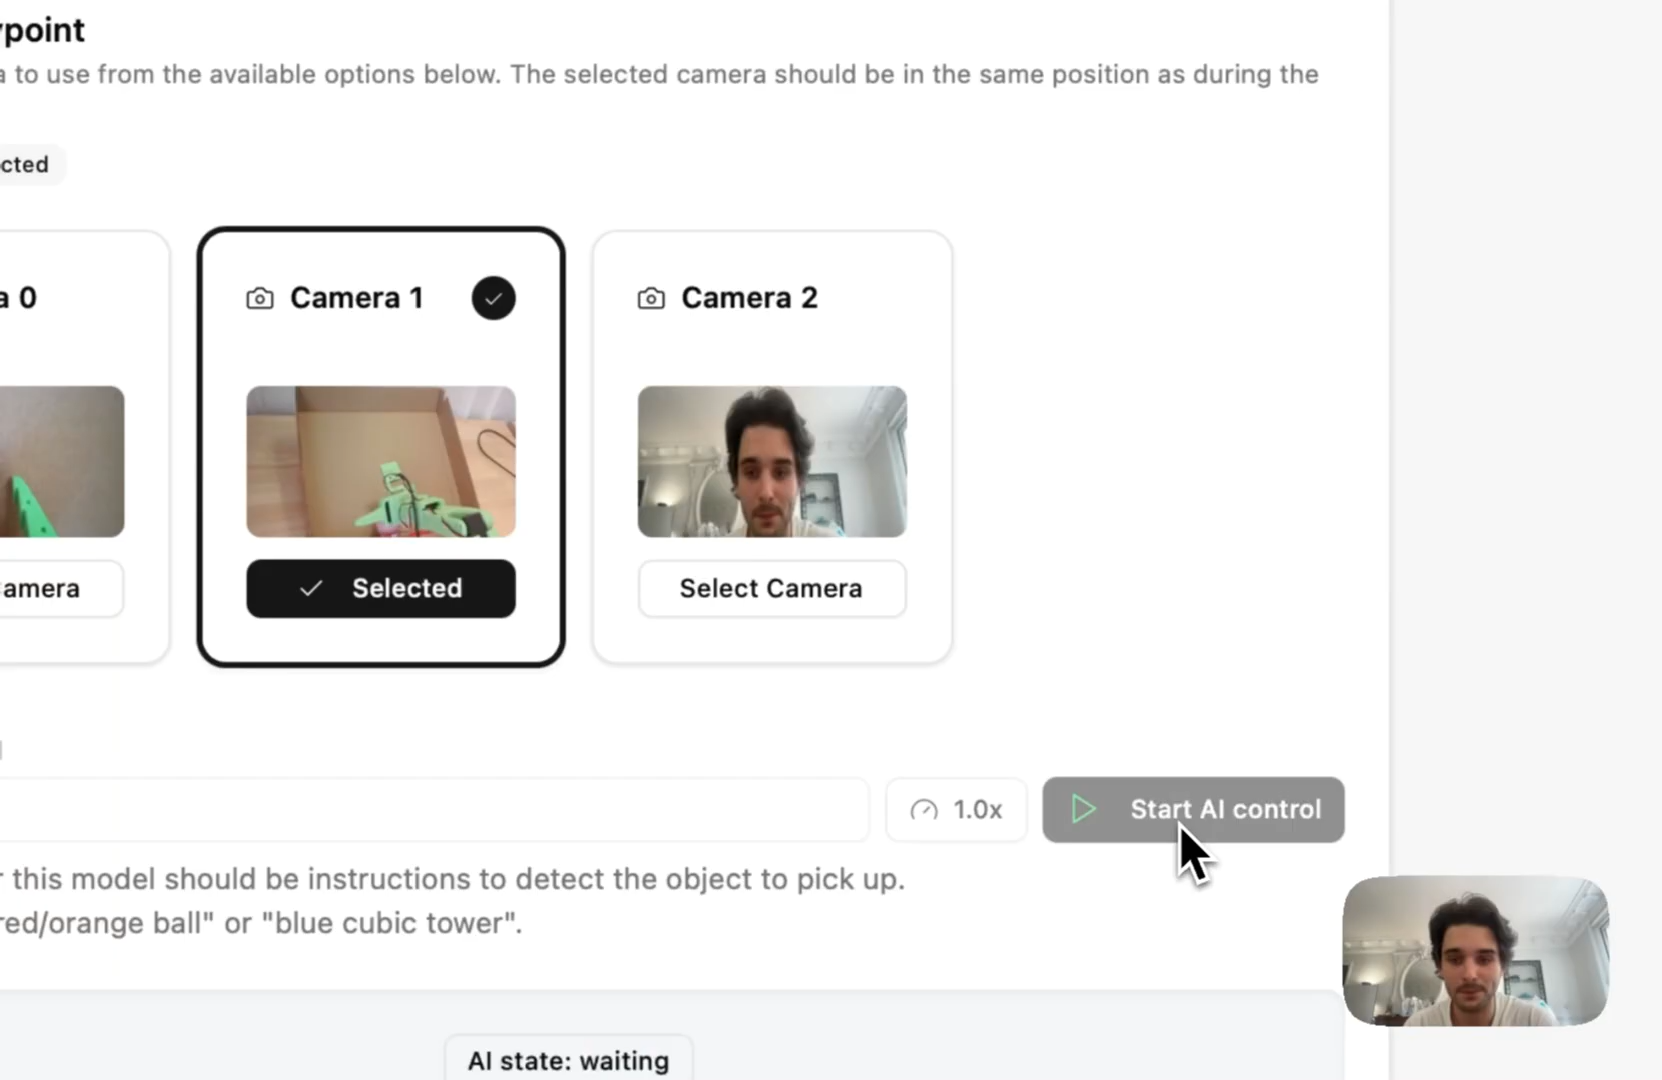 ypoint
a to use from the available options below. The selected camera should be in the same position as during the
cted
a 0
Camera 1
Camera 2
amera
Selected
Select Camera
1.0x
Start AI control
r this model should be instructions to detect the object to pick up.
red/orange ball" or "blue cubic tower".
AI state: waiting